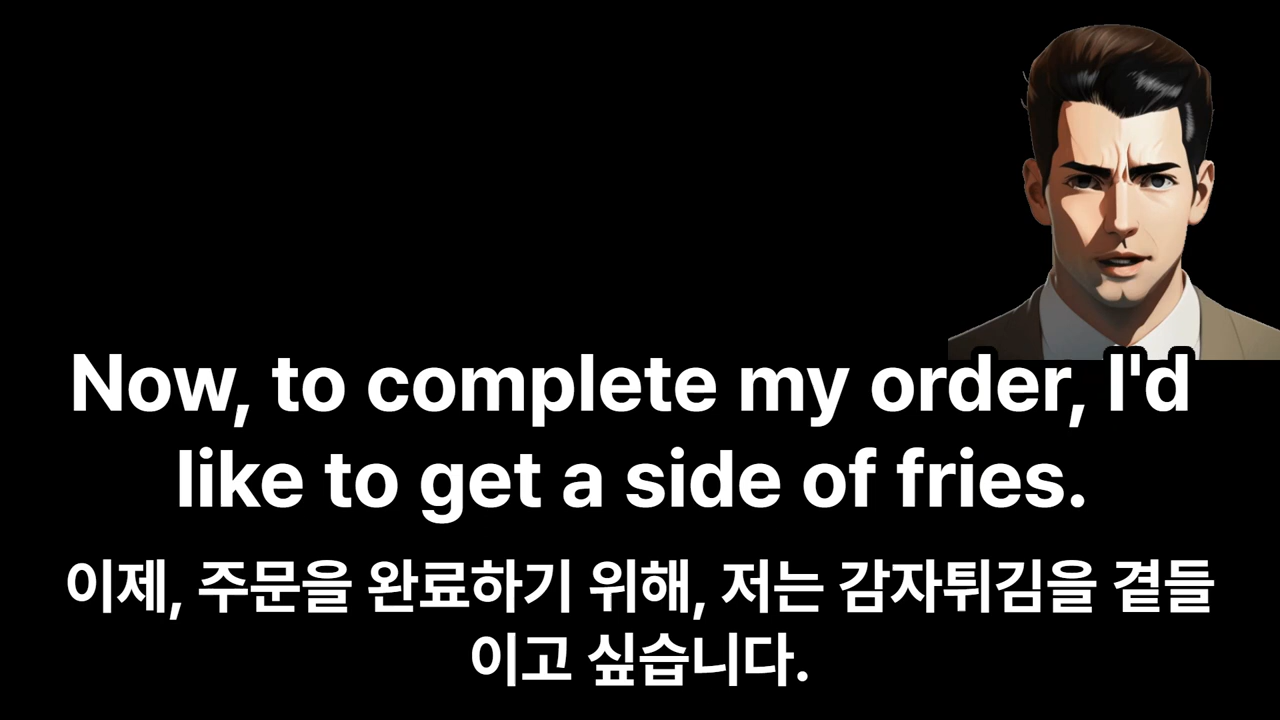 Now, to complete my order, I'd
like to get a side of fries.
이제, 주문을 완료하기 위해, 저는 감자튀김을 곁들
이고 싶습니다.